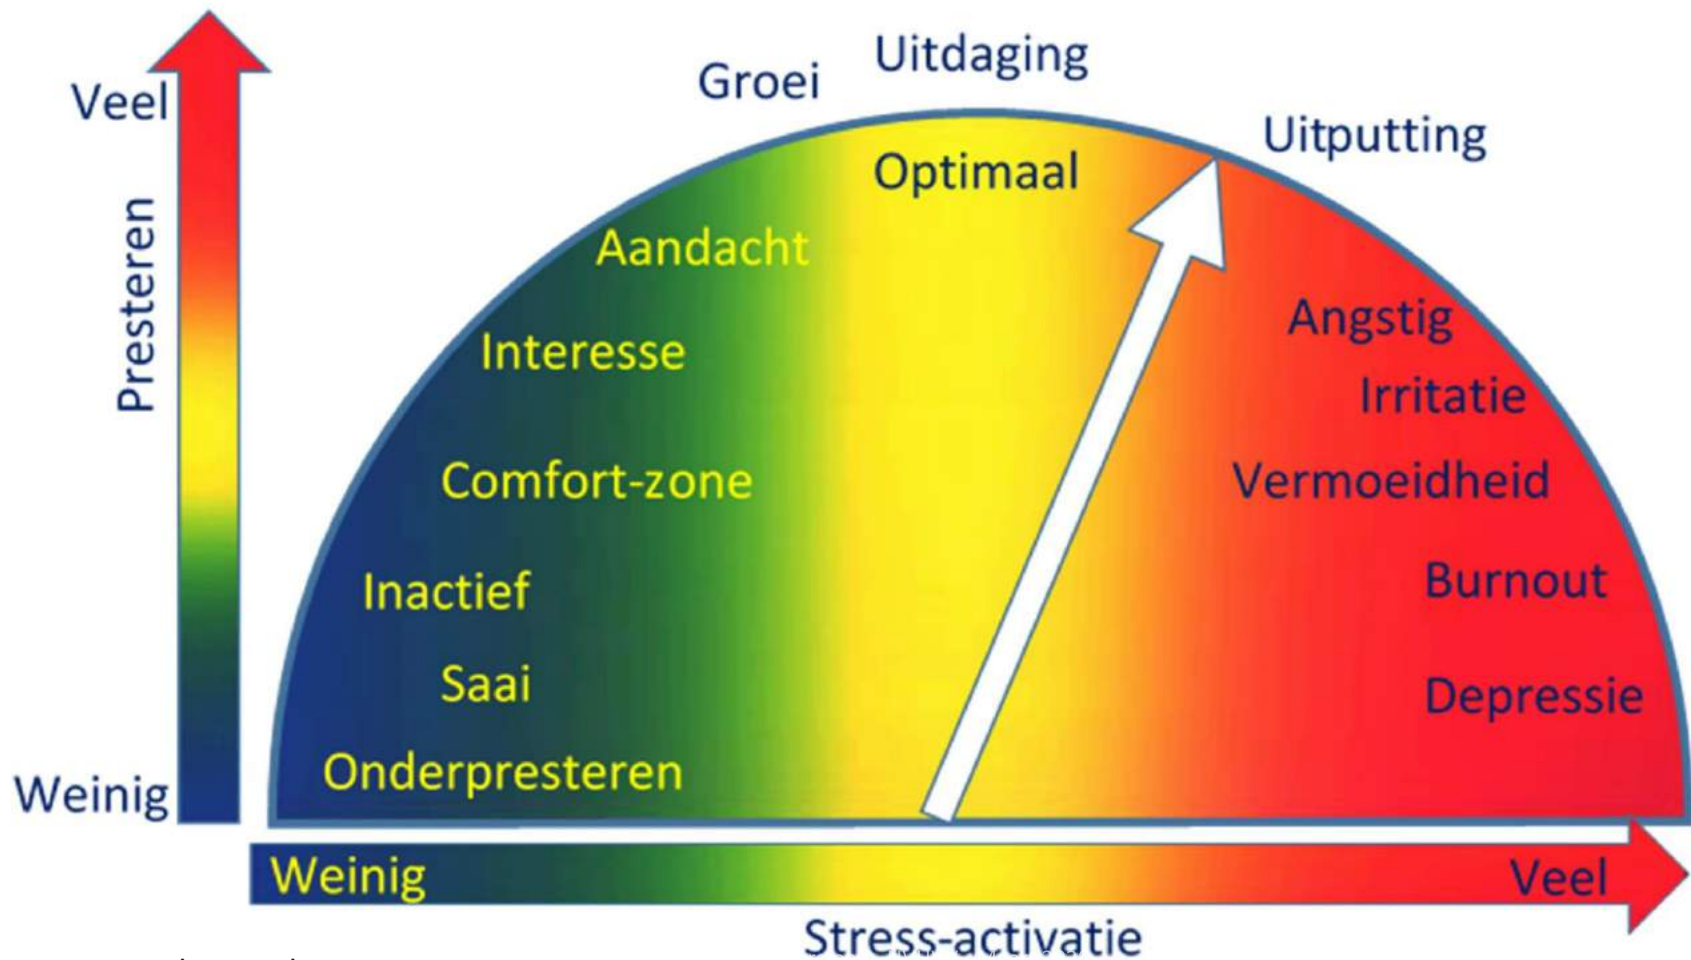 Uitdaging
Groei
Veel
Uitputting
Optimaal
Presteren
Aandacht
Angstig
Interesse
Irritatie
Comfort-zone
Vermoeidheid
Inactief
Burnout
Saai
Depressie
Onderpresteren
Weinig
Weinig
Veel
Stress-activatie